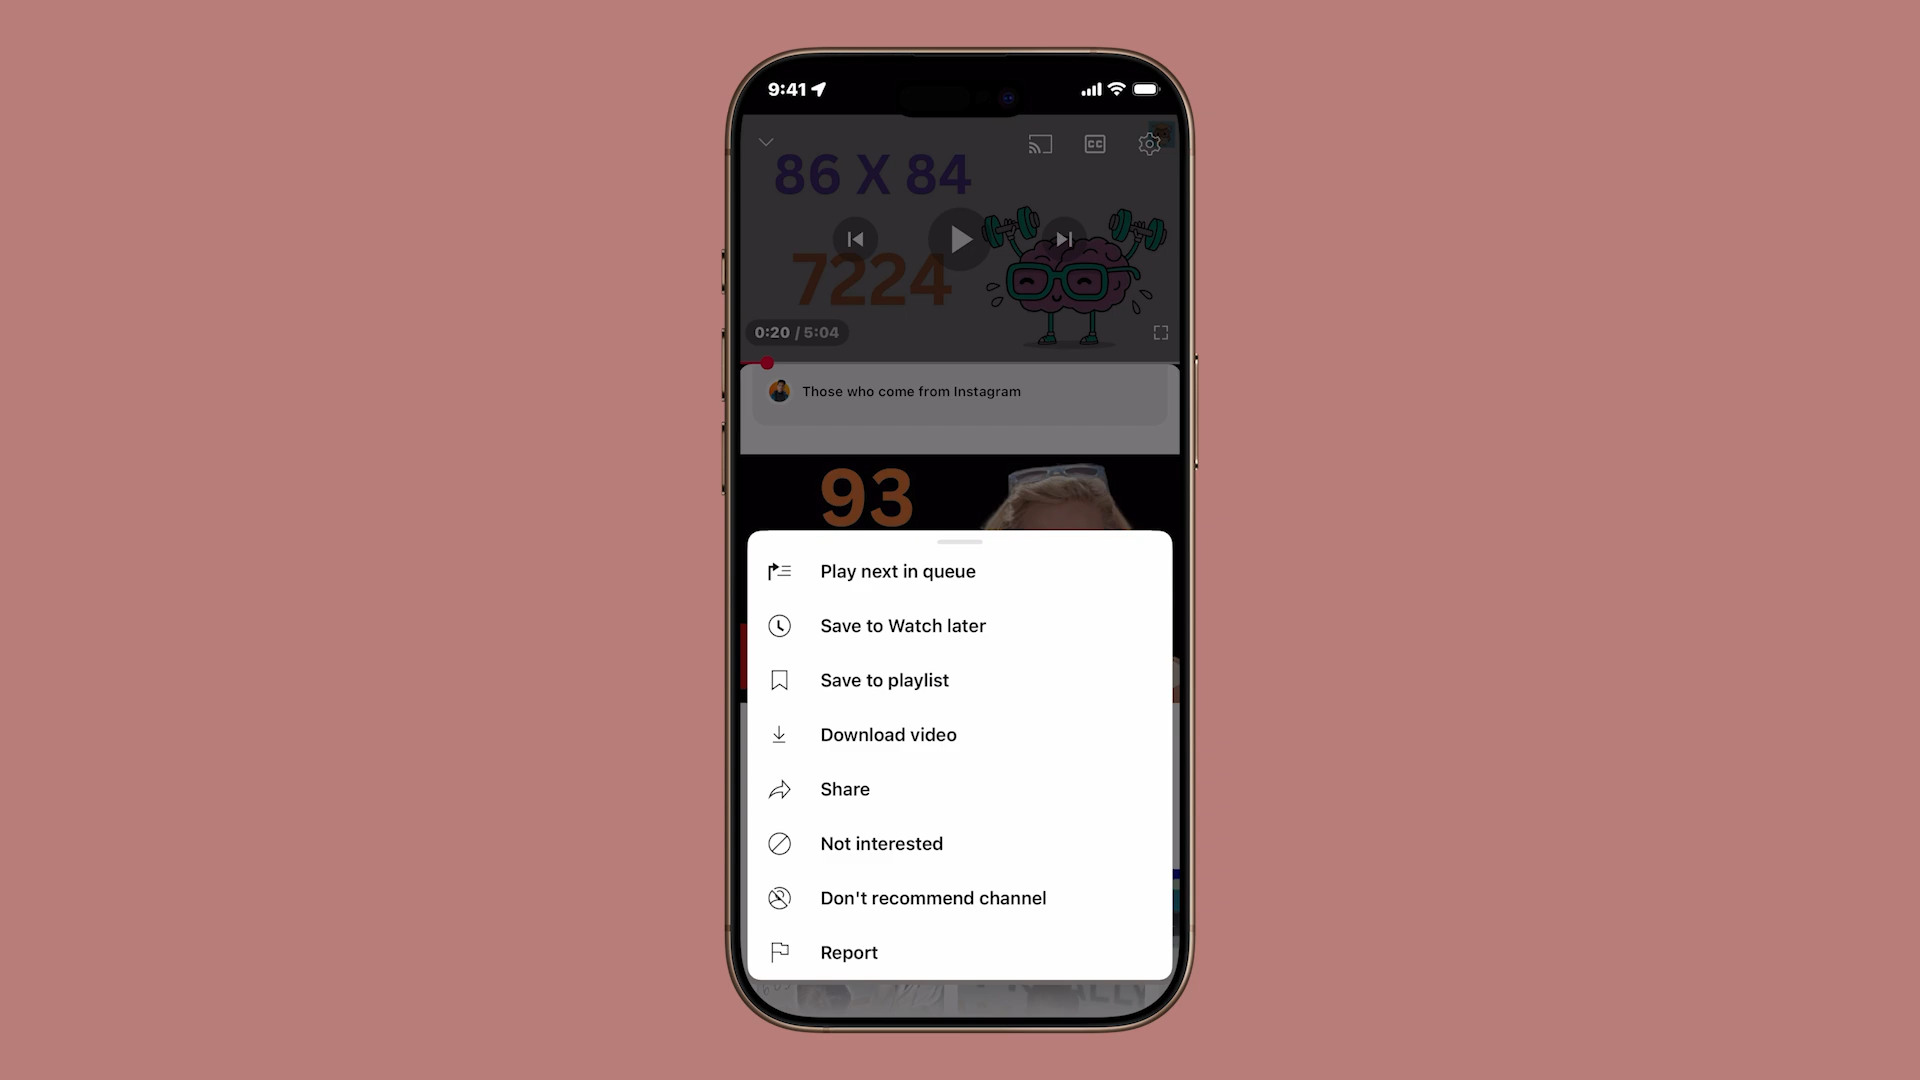 9:41
CC
86 X 84
7224
0:20 / 5:04
Those who come from Instagram
93
Play next in queue
Save to Watch later
Save to playlist
Download video
Share
Not interested
Don't recommend channel
Report